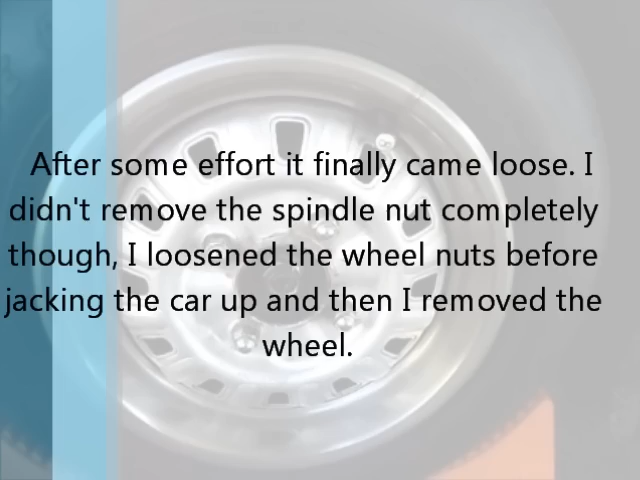 After some effort it finally came loose. I
didn't remove the spindle nut completely
though, I loosened the wheel nuts before
jacking the car up and then I removed the
wheel.